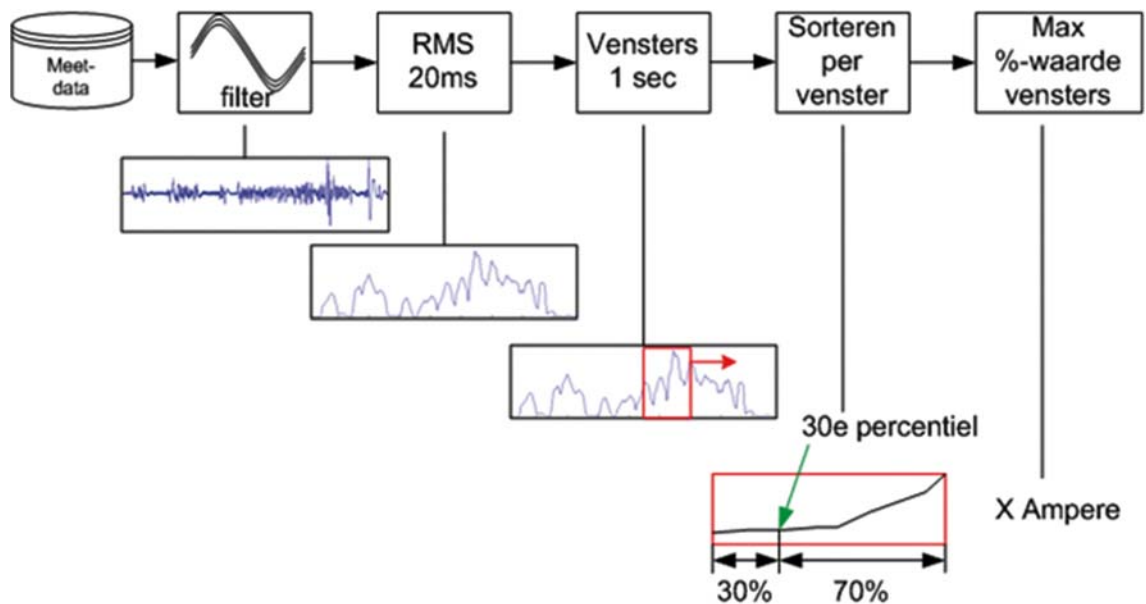 Meet-
data
filter
RMS
20ms
Vensters
1 sec
Sorteren
per
venster
Max
%-waarde
vensters
30e percentiel
X Ampere
30%
70%